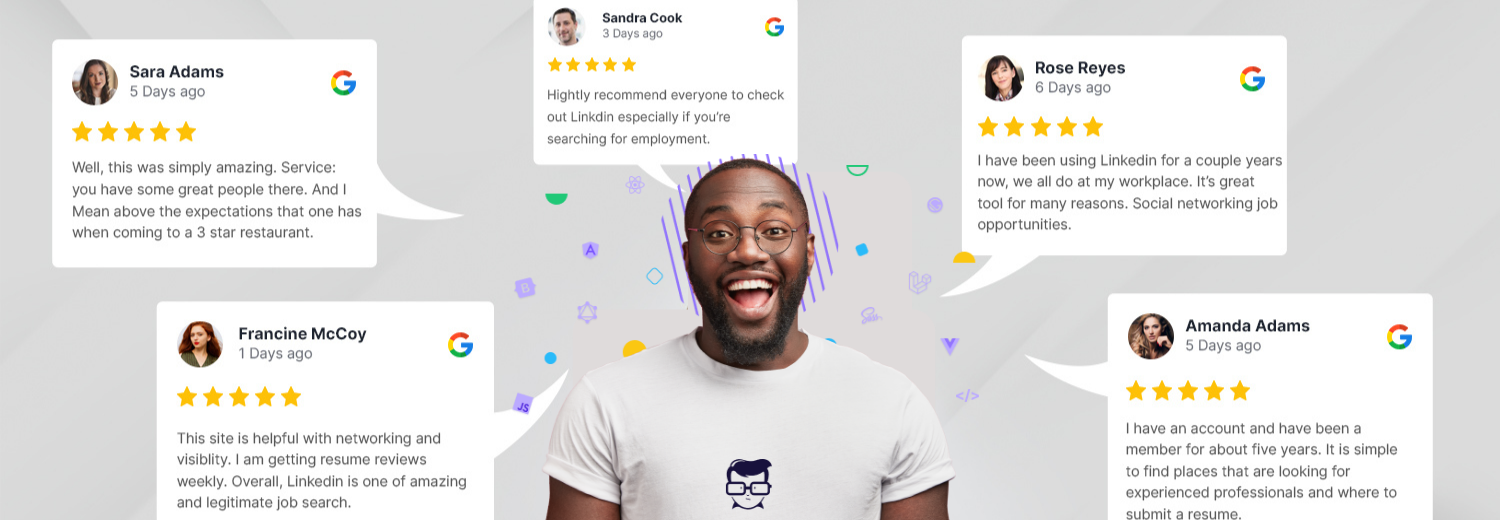 Sandra Cook
3 Days ago
Hightly recommend everyone to check
out Linkdin especially if you're
searching for employment.
Sara Adams
5 Days ago
Well, this was simply amazing. Service:
you have some great people there. And I
Mean above the expectations that one has
when coming to a 3 star restaurant.
Rose Reyes
6 Days ago
I have been using Linkedin for a couple years
now, we all do at my workplace. It's great
tool for many reasons. Social networking job
opportunities.
Francine McCoy
1 Days ago
This site is helpful with networking and
visiblity. I am getting resume reviews
weekly. Overall, Linkedin is one of amazing
and legitimate job search.
Amanda Adams
5 Days ago
I have an account and have been a
member for about five years. It is simple
to find places that are looking for
experienced professionals and where to
submit a resume.
A
B
JS
Sass
</>